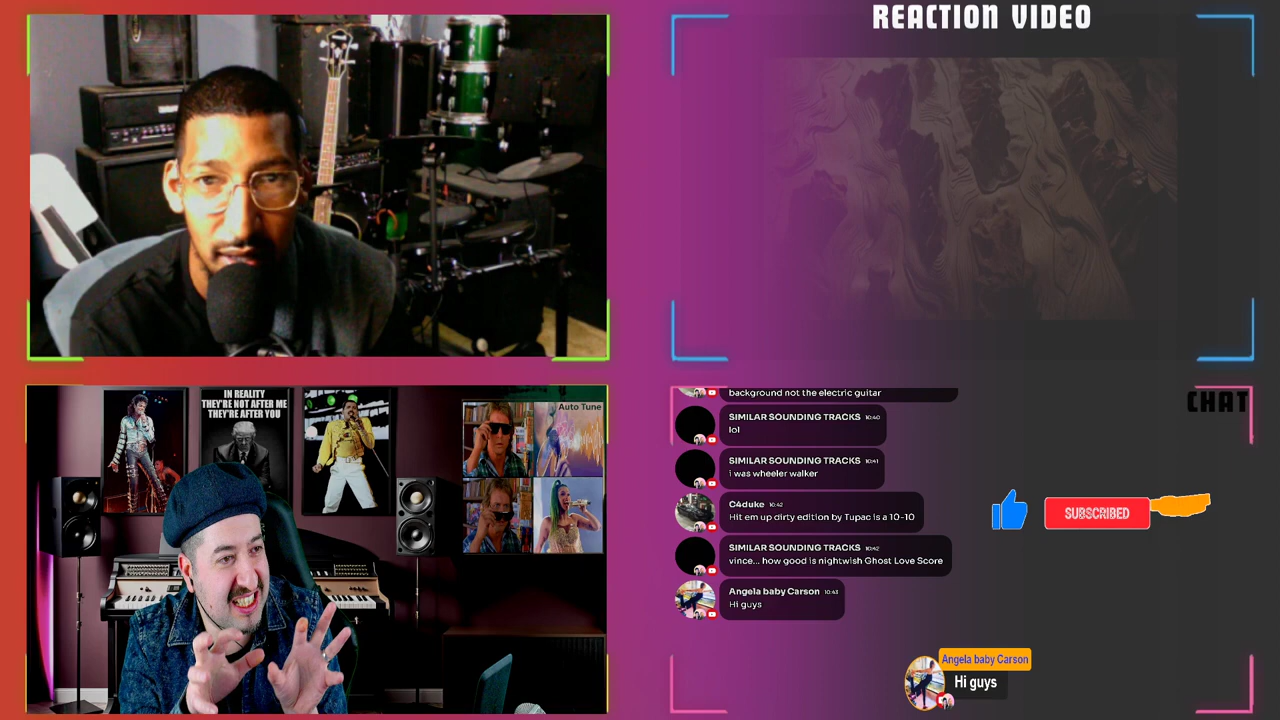 REACTION VIDEO
IN REALITY
THEY'RE NOT AFTER ME
THEY'RE AFTER YOU
Auto Tune
CHAT
background not the electric guitar
SIMILAR SOUNDING TRACKS 10:40
lol
SIMILAR SOUNDING TRACKS 10:41
i was wheeler walker
C4duke 10:42
Hit em up dirty edition by Tupac is a 10-10
SIMILAR SOUNDING TRACKS 10:42
vince... how good is nightwish Ghost Love Score
Angela baby Carson 10:43
Hi guys
SUBSCRIBED
Angela baby Carson
Hi guys